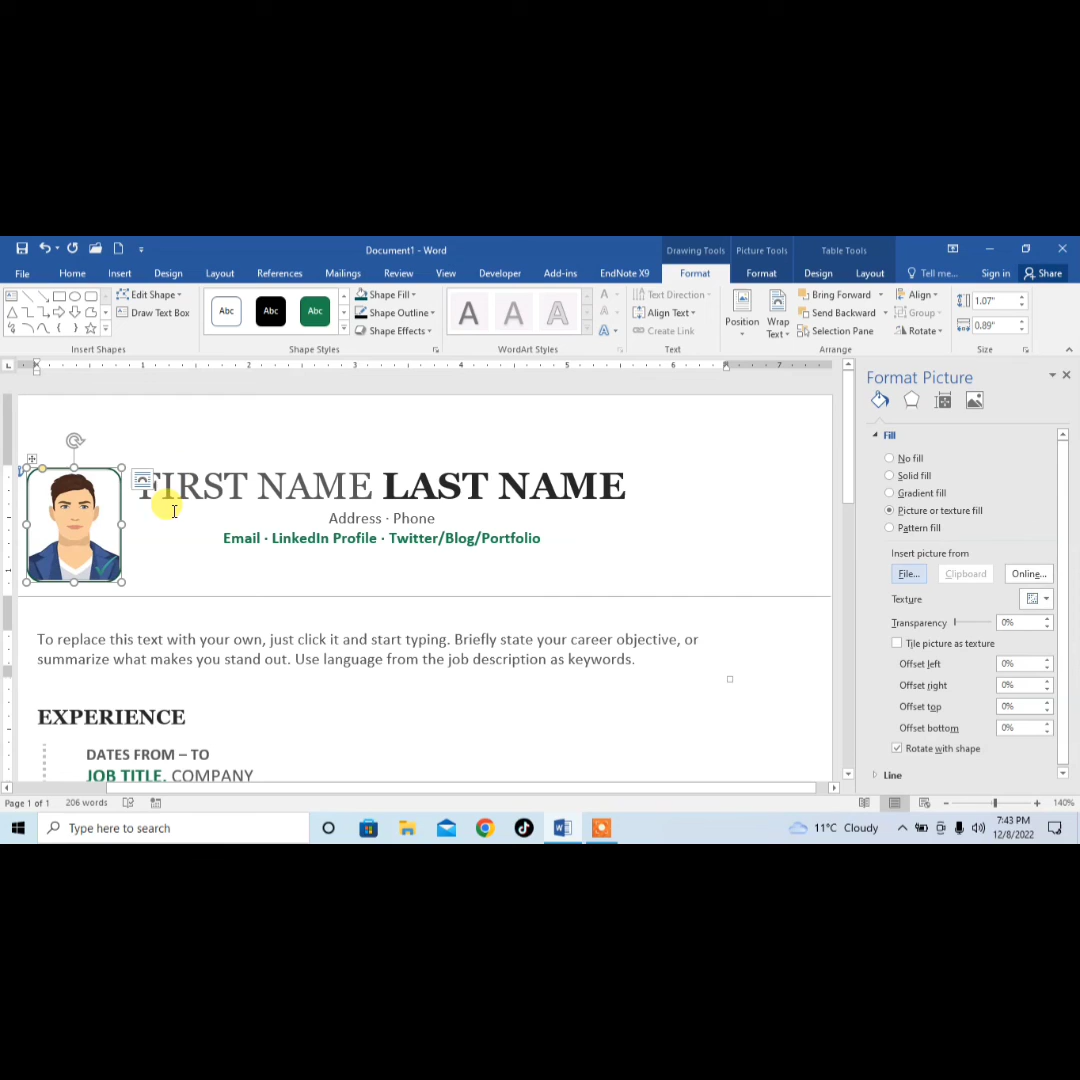 Document1 - Word
Drawing Tools
Picture Tools
Table Tools
File
Home
Insert
Design
Layout
References
Mailings
Review
View
Developer
Add-ins
EndNote X9
Format
Format
Design
Layout
Tell me...
Sign in
Share
Edit Shape
Draw Text Box
Insert Shapes
Abc
Abc
Abc
Shape Fill
Shape Outline
Shape Effects
Shape Styles
A A A
WordArt Styles
Text Direction
Align Text
Create Link
Text
Position
Wrap
Text
Bring Forward
Send Backward
Selection Pane
Align
Group
Rotate
Arrange
1.07"
0.89"
Size
1 2 3 4 5 6 7
FIRST NAME LAST NAME
Address · Phone
Email · LinkedIn Profile · Twitter/Blog/Portfolio
To replace this text with your own, just click it and start typing. Briefly state your career objective, or
summarize what makes you stand out. Use language from the job description as keywords.
EXPERIENCE
DATES FROM – TO
JOB TITLE, COMPANY
Format Picture
Fill
No fill
Solid fill
Gradient fill
Picture or texture fill
Pattern fill
Insert picture from
File...
Clipboard
Online...
Texture
Transparency 0%
Tile picture as texture
Offset left 0%
Offset right 0%
Offset top 0%
Offset bottom 0%
Rotate with shape
Line
Page 1 of 1
206 words
140%
Type here to search
11°C Cloudy
7:43 PM
12/8/2022